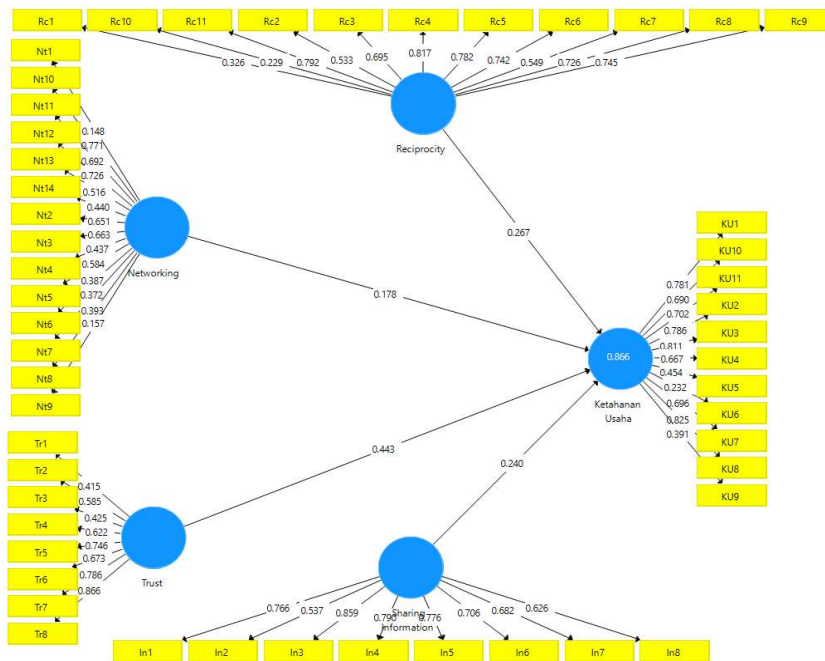 Rc1 Rc10 Rc11 Rc2 Rc3 Rc4 Rc5 Rc6 Rc7 Rc8 Rc9
0.326 0.229 0.792 0.533 0.695 0.817 0.782 0.742 0.549 0.726 0.745
Reciprocity
Nt1
Nt10
Nt11
Nt12
Nt13
Nt14
Nt2
Nt3
Nt4
Nt5
Nt6
Nt7
Nt8
Nt9
0.148
0.771
0.692
0.726
0.516
0.440
0.651
0.663
0.437
0.584
0.387
0.372
0.393
0.157
Networking
0.267
0.178
0.443
0.240
0.866
Ketahanan
Usaha
KU1
KU10
KU11
KU2
KU3
KU4
KU5
KU6
KU7
KU8
KU9
0.781
0.690
0.702
0.786
0.811
0.667
0.454
0.232
0.696
0.825
0.391
Tr1
Tr2
Tr3
Tr4
Tr5
Tr6
Tr7
Tr8
0.415
0.585
0.425
0.622
0.746
0.673
0.786
0.866
Trust
Sharing
Information
0.766 0.537 0.859 0.790 0.776 0.706 0.682 0.626
In1 In2 In3 In4 In5 In6 In7 In8